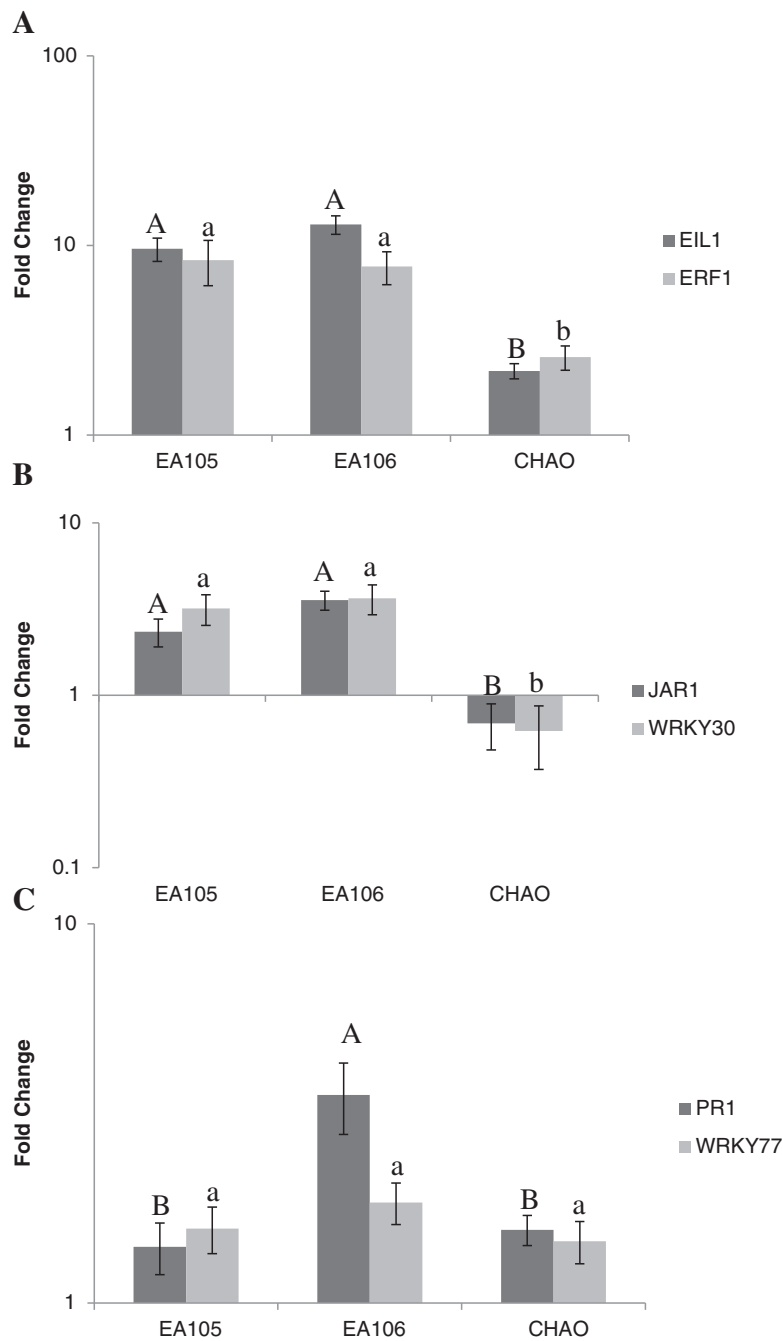 A
100
10
1
Fold Change
A
a
A
a
B
b
EA105
EA106
CHAO
EIL1
ERF1
B
10
1
0.1
Fold Change
A
a
A
a
B
b
EA105
EA106
CHAO
JAR1
WRKY30
C
10
1
Fold Change
B
a
A
a
B
a
EA105
EA106
CHAO
PR1
WRKY77